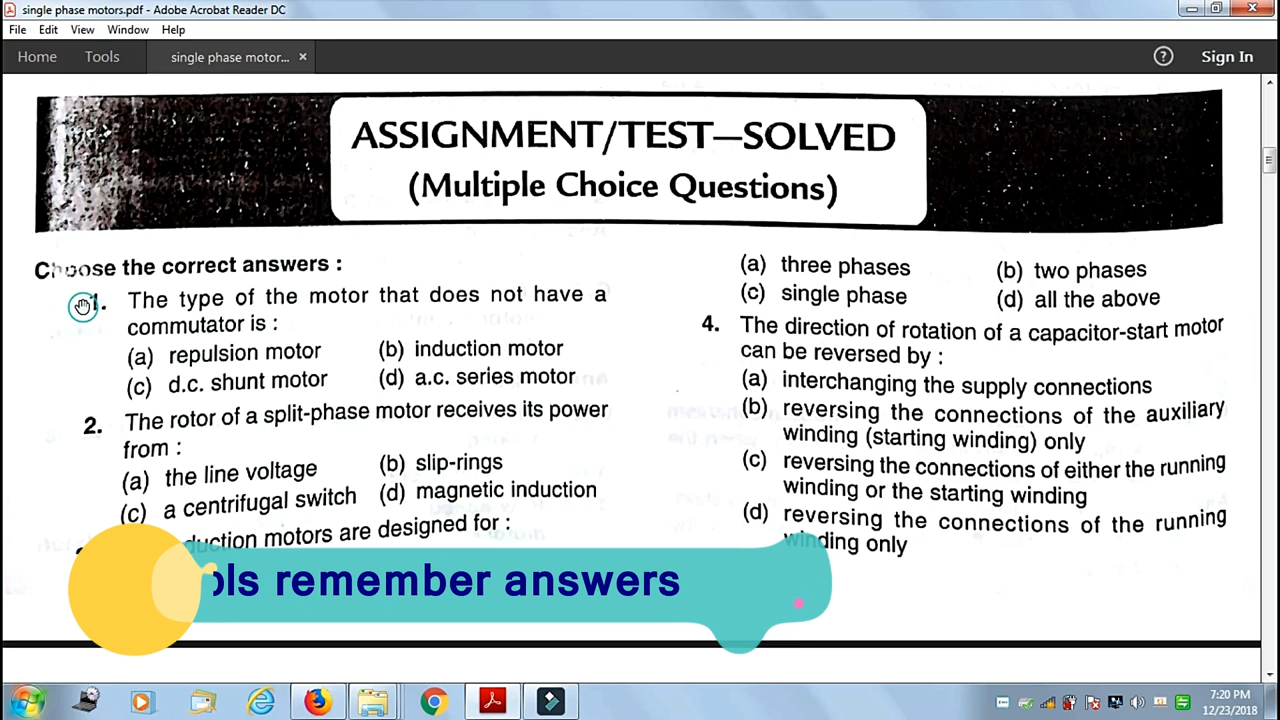 single phase motors.pdf - Adobe Acrobat Reader DC
File Edit View Window Help
Home Tools single phase motor... × ? Sign In
ASSIGNMENT/TEST—SOLVED
(Multiple Choice Questions)
Choose the correct answers :
1. The type of the motor that does not have a
commutator is :
(a) repulsion motor (b) induction motor
(c) d.c. shunt motor (d) a.c. series motor
2. The rotor of a split-phase motor receives its power
from :
(a) the line voltage (b) slip-rings
(c) a centrifugal switch (d) magnetic induction
motors are designed for :
(a) three phases (b) two phases
(c) single phase (d) all the above
4. The direction of rotation of a capacitor-start motor
can be reversed by :
(a) interchanging the supply connections
(b) reversing the connections of the auxiliary
winding (starting winding) only
(c) reversing the connections of either the running
winding or the starting winding
(d) reversing the connections of the running
winding only
remember answers
7:20 PM
12/23/2018